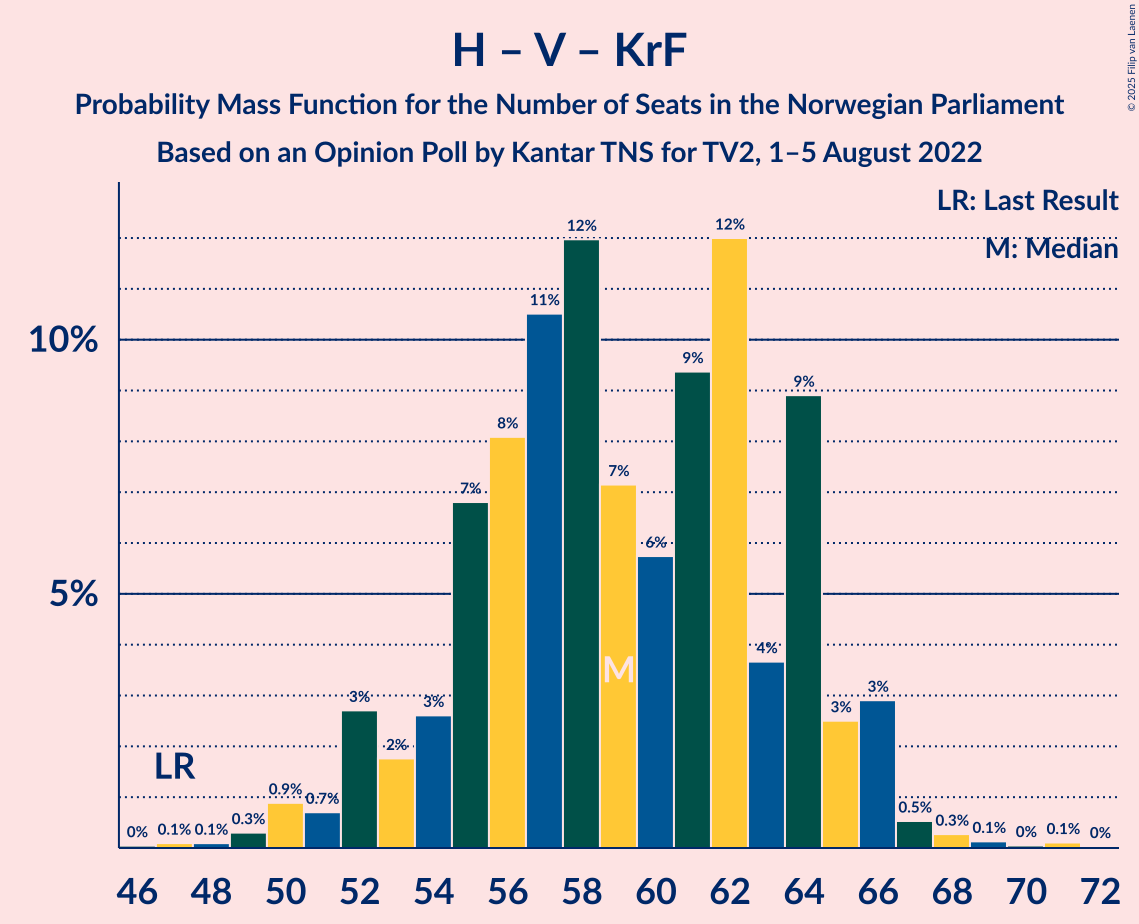 H – V – KrF
Probability Mass Function for the Number of Seats in the Norwegian Parliament
Based on an Opinion Poll by Kantar TNS for TV2, 1–5 August 2022
© 2025 Filip van Laenen
LR: Last Result
M: Median
10%
5%
0% 0.1% 0.1% 0.3% 0.9% 0.7% 3% 2% 3% 7% 8% 11% 12% 7% 6% 9% 12% 4% 9% 3% 3% 0.5% 0.3% 0.1% 0% 0.1% 0%
LR
M
46 48 50 52 54 56 58 60 62 64 66 68 70 72